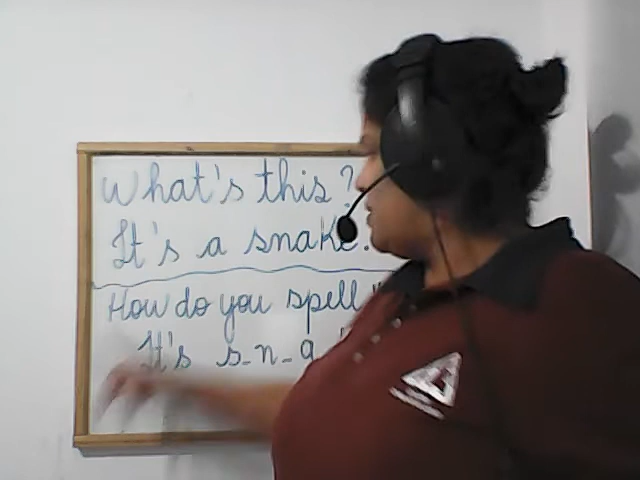 What's this?
It's a snake.
How do you spell "
It's s-n-a